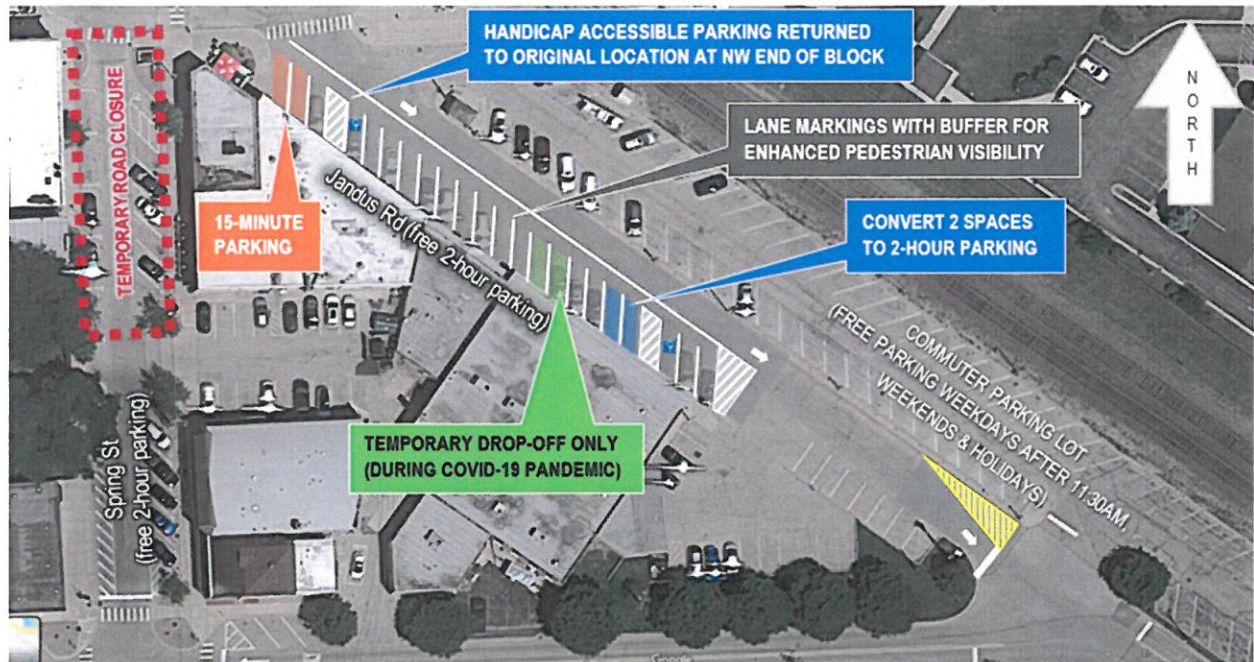 HANDICAP ACCESSIBLE PARKING RETURNED
TO ORIGINAL LOCATION AT NW END OF BLOCK
NORTH
TEMPORARY ROAD CLOSURE
LANE MARKINGS WITH BUFFER FOR
ENHANCED PEDESTRIAN VISIBILITY
15-MINUTE
PARKING
Jandus Rd (free 2-hour parking)
CONVERT 2 SPACES
TO 2-HOUR PARKING
COMMUTER PARKING LOT
(FREE PARKING WEEKDAYS AFTER 11:30AM,
WEEKENDS & HOLIDAYS)
TEMPORARY DROP-OFF ONLY
(DURING COVID-19 PANDEMIC)
Spring St
(free 2-hour parking)
Google